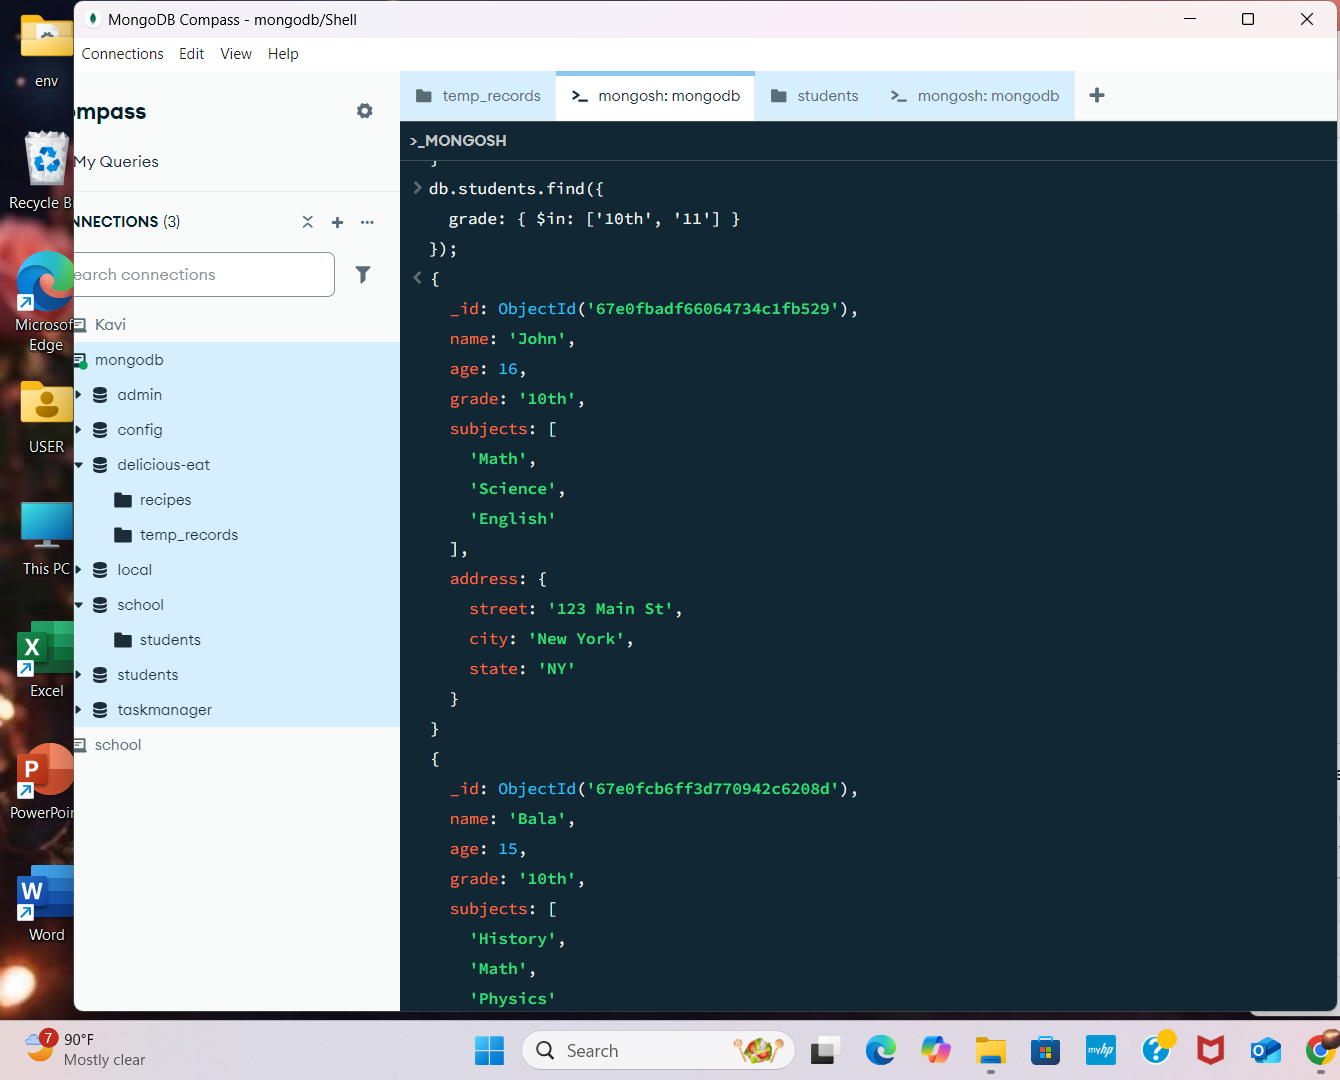 MongoDB Compass - mongodb/Shell
Connections Edit View Help
env
Recycle B
Microsof
Edge
USER
This PC
Excel
PowerPoi
Word
ompass
My Queries
NNECTIONS (3)
earch connections
Kavi
mongodb
admin
config
delicious-eat
recipes
temp_records
local
school
students
students
taskmanager
school
temp_records
>_ mongosh: mongodb
students
>_ mongosh: mongodb
>_MONGOSH
}
> db.students.find({
grade: { $in: ['10th', '11'] }
});
< {
_id: ObjectId('67e0fbadf66064734c1fb529'),
name: 'John',
age: 16,
grade: '10th',
subjects: [
'Math',
'Science',
'English'
],
address: {
street: '123 Main St',
city: 'New York',
state: 'NY'
}
}
{
_id: ObjectId('67e0fcb6ff3d770942c6208d'),
name: 'Bala',
age: 15,
grade: '10th',
subjects: [
'History',
'Math',
'Physics'
7
90°F
Mostly clear
Search
myhp